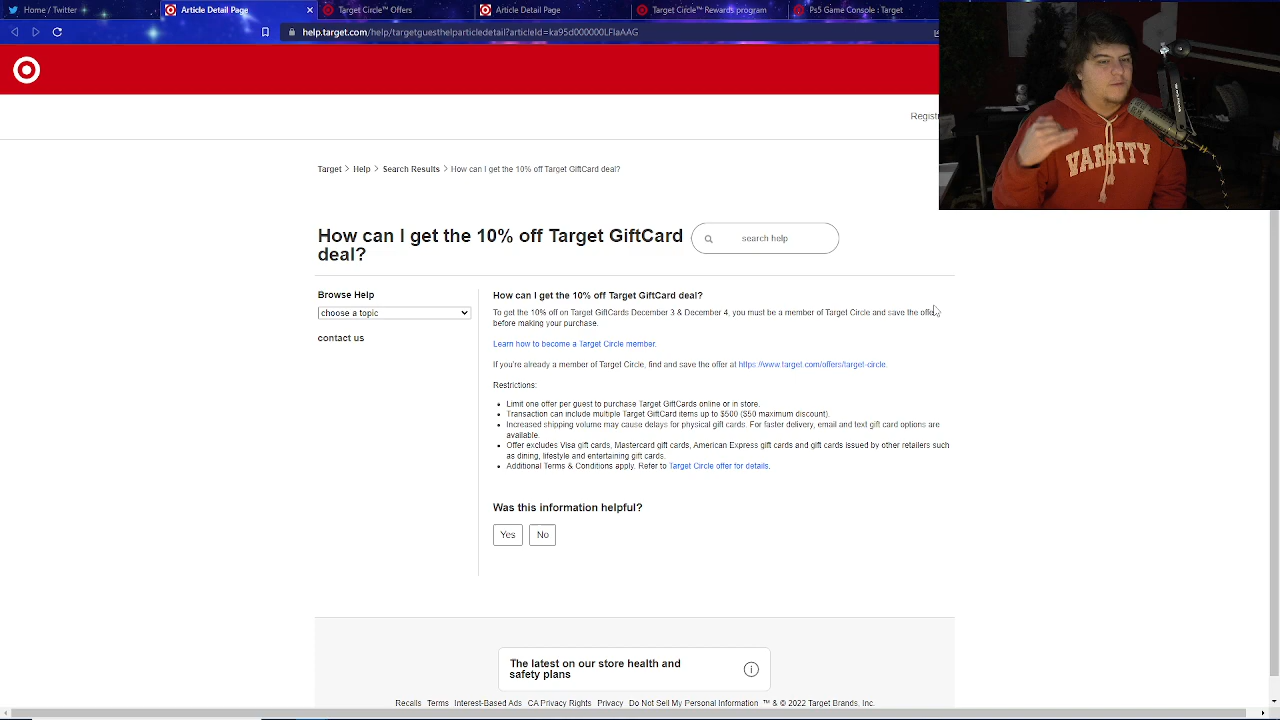 Home / Twitter
Article Detail Page
Target Circle™ Offers
Article Detail Page
Target Circle™ Rewards program
Ps5 Game Console : Target
help.target.com/help/targetguesthelparticledetail?articleId=ka95d000000LFIaAAG
Registr
VARSITY
Target > Help > Search Results > How can I get the 10% off Target GiftCard deal?
How can I get the 10% off Target GiftCard
deal?
search help
Browse Help
choose a topic
contact us
How can I get the 10% off Target GiftCard deal?
To get the 10% off on Target GiftCards December 3 & December 4, you must be a member of Target Circle and save the offer
before making your purchase.
Learn how to become a Target Circle member.
If you're already a member of Target Circle, find and save the offer at https://www.target.com/offers/target-circle.
Restrictions:
• Limit one offer per guest to purchase Target GiftCards online or in store.
• Transaction can include multiple Target GiftCard items up to $500 ($50 maximum discount).
• Increased shipping volume may cause delays for physical gift cards. For faster delivery, email and text gift card options are
available.
• Offer excludes Visa gift cards, Mastercard gift cards, American Express gift cards and gift cards issued by other retailers such
as dining, lifestyle and entertaining gift cards.
• Additional Terms & Conditions apply. Refer to Target Circle offer for details.
Was this information helpful?
Yes
No
The latest on our store health and
safety plans
Recalls Terms Interest-Based Ads CA Privacy Rights Privacy Do Not Sell My Personal Information ™ & © 2022 Target Brands, Inc.